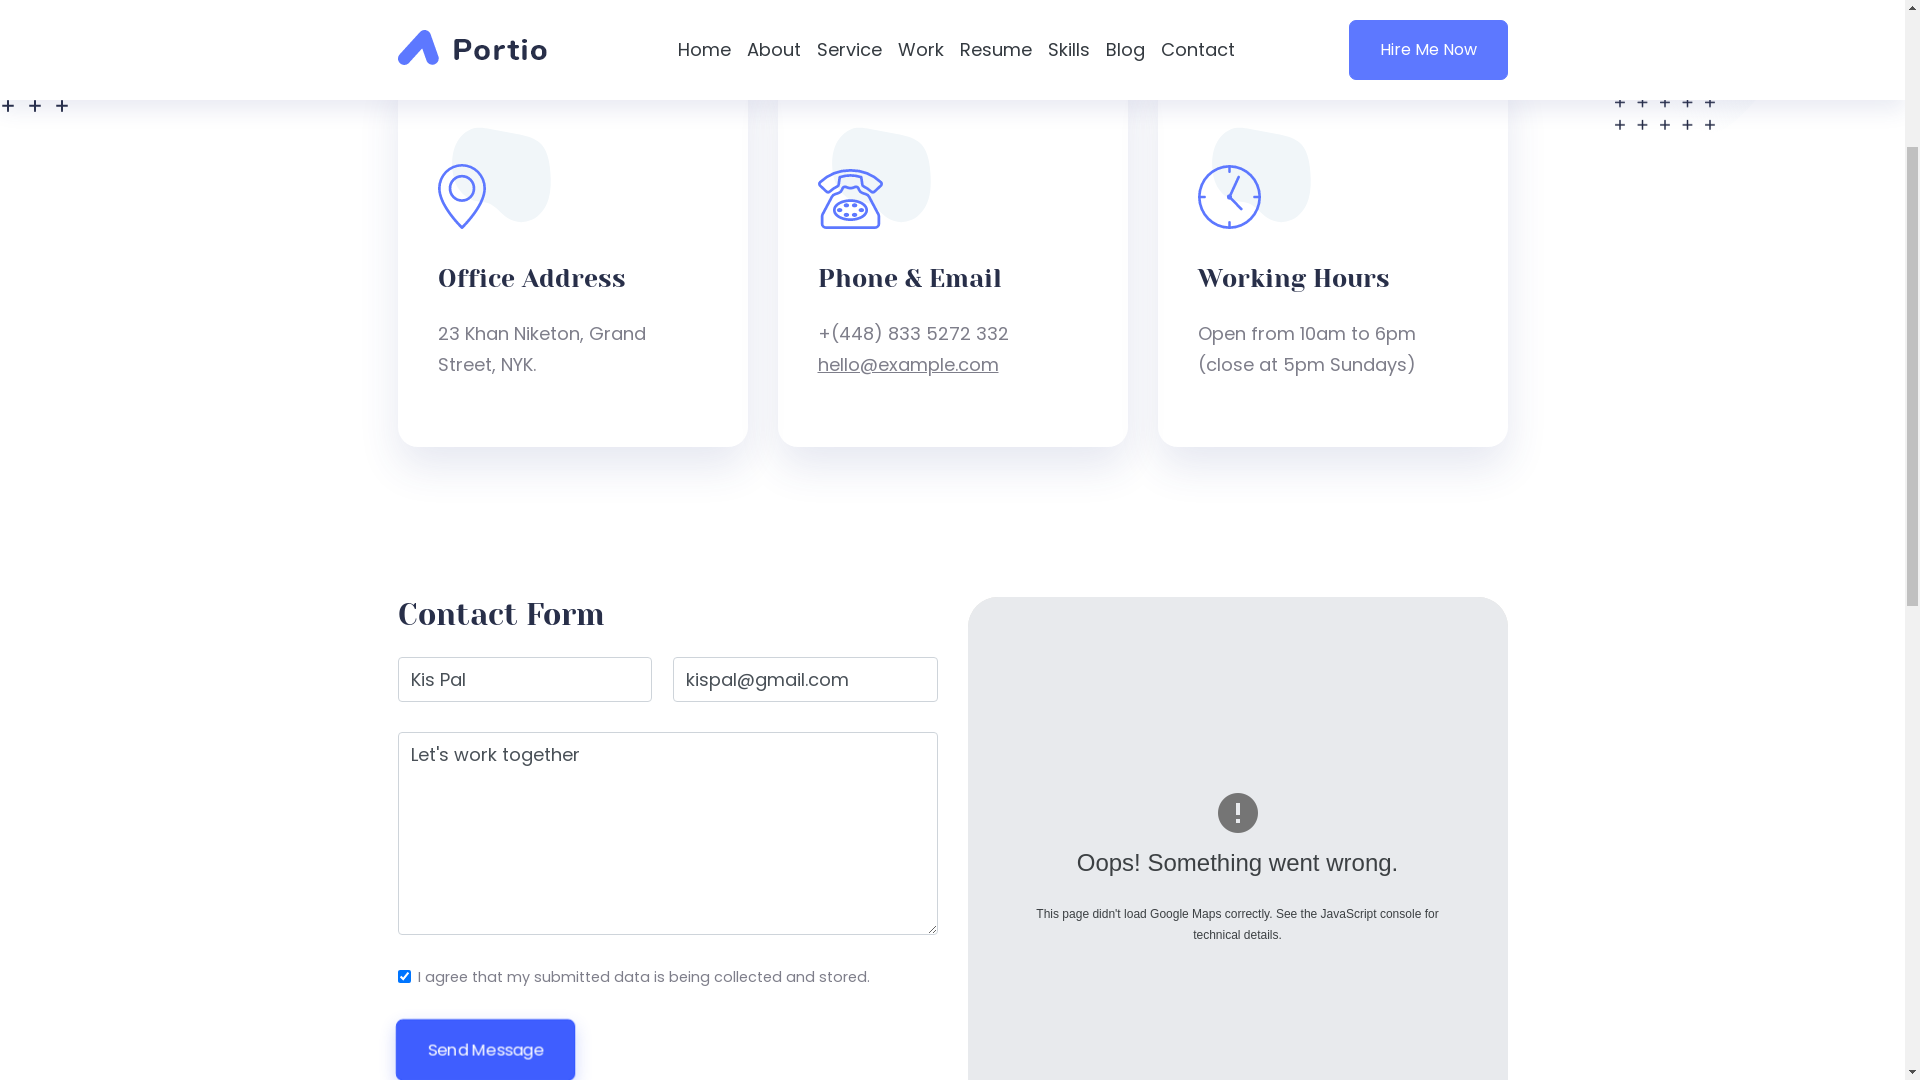 Portio
Home About Service Work Resume Skills Blog Contact
Hire Me Now
Office Address
23 Khan Niketon, Grand
Street, NYK.
Phone & Email
+(448) 833 5272 332
hello@example.com
Working Hours
Open from 10am to 6pm
(close at 5pm Sundays)
Contact Form
Kis Pal
kispal@gmail.com
Let's work together
I agree that my submitted data is being collected and stored.
Send Message
Oops! Something went wrong.
This page didn't load Google Maps correctly. See the JavaScript console for
technical details.